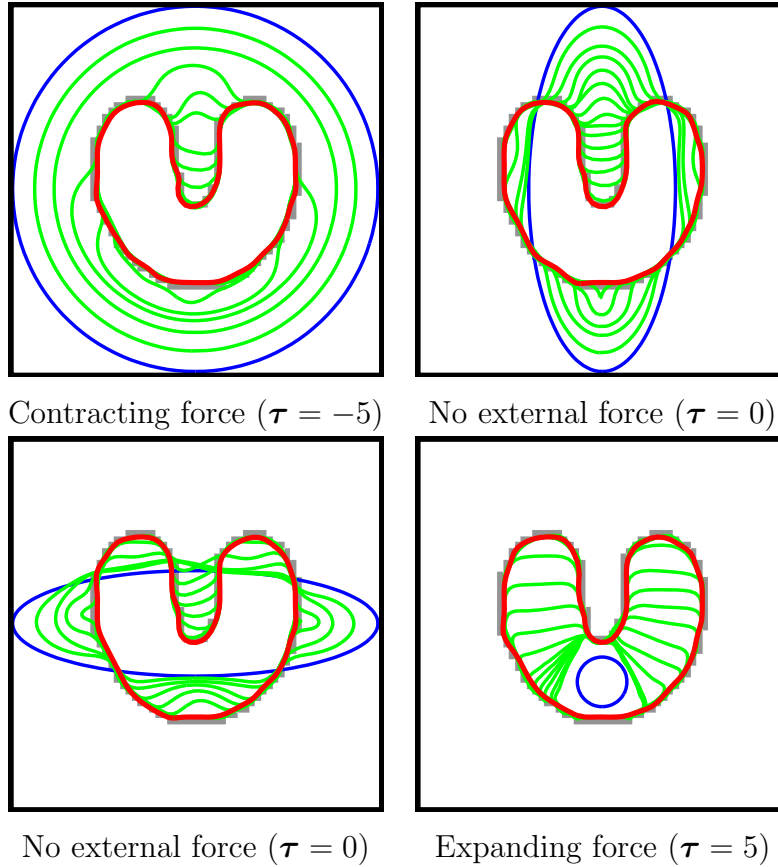 Contracting force (τ = −5)
No external force (τ = 0)
No external force (τ = 0)
Expanding force (τ = 5)